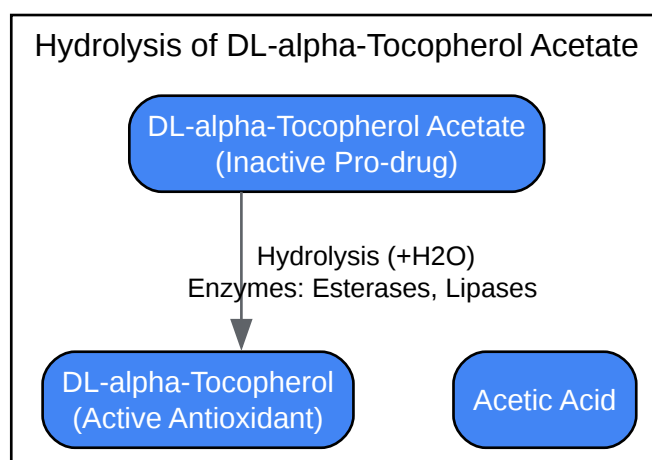 Hydrolysis of DL-alpha-Tocopherol Acetate
DL-alpha-Tocopherol Acetate
(Inactive Pro-drug)
Hydrolysis (+H2O)
Enzymes: Esterases, Lipases
DL-alpha-Tocopherol
(Active Antioxidant)
Acetic Acid